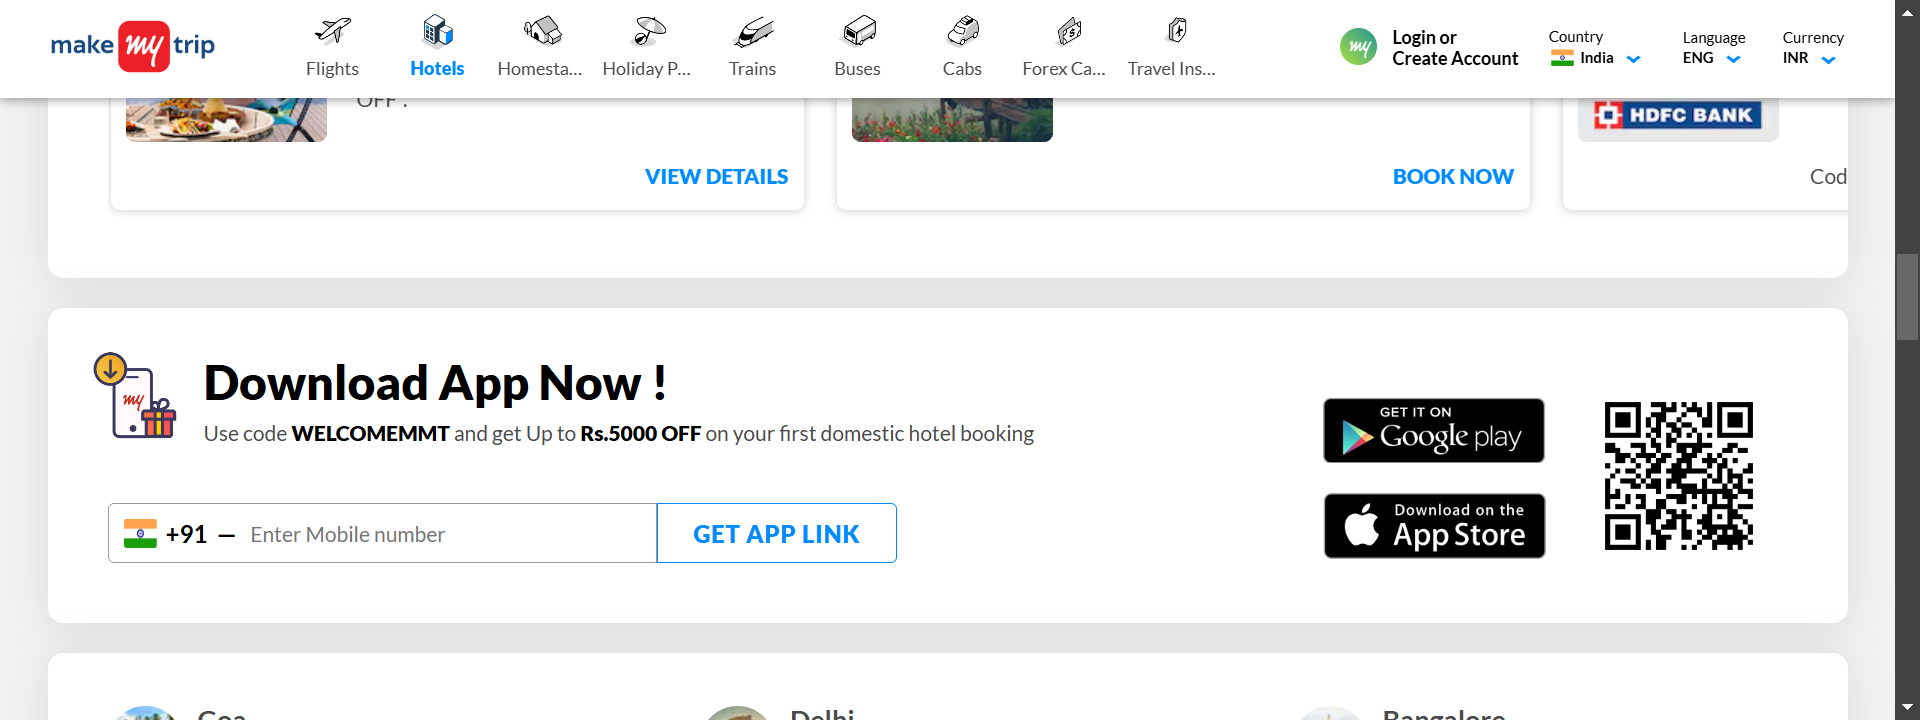 make my trip
Flights
Hotels
Homesta...
Holiday P...
Trains
Buses
Cabs
Forex Ca...
Travel Ins...
my
Login or
Create Account
Country
India
Language
ENG
Currency
INR
OFF .
HDFC BANK
VIEW DETAILS
BOOK NOW
Cod
my
Download App Now !
Use code WELCOMEMMT and get Up to Rs.5000 OFF on your first domestic hotel booking
+91 – Enter Mobile number
GET APP LINK
GET IT ON
Google play
Download on the
App Store
Goa
Delhi
Bangalore